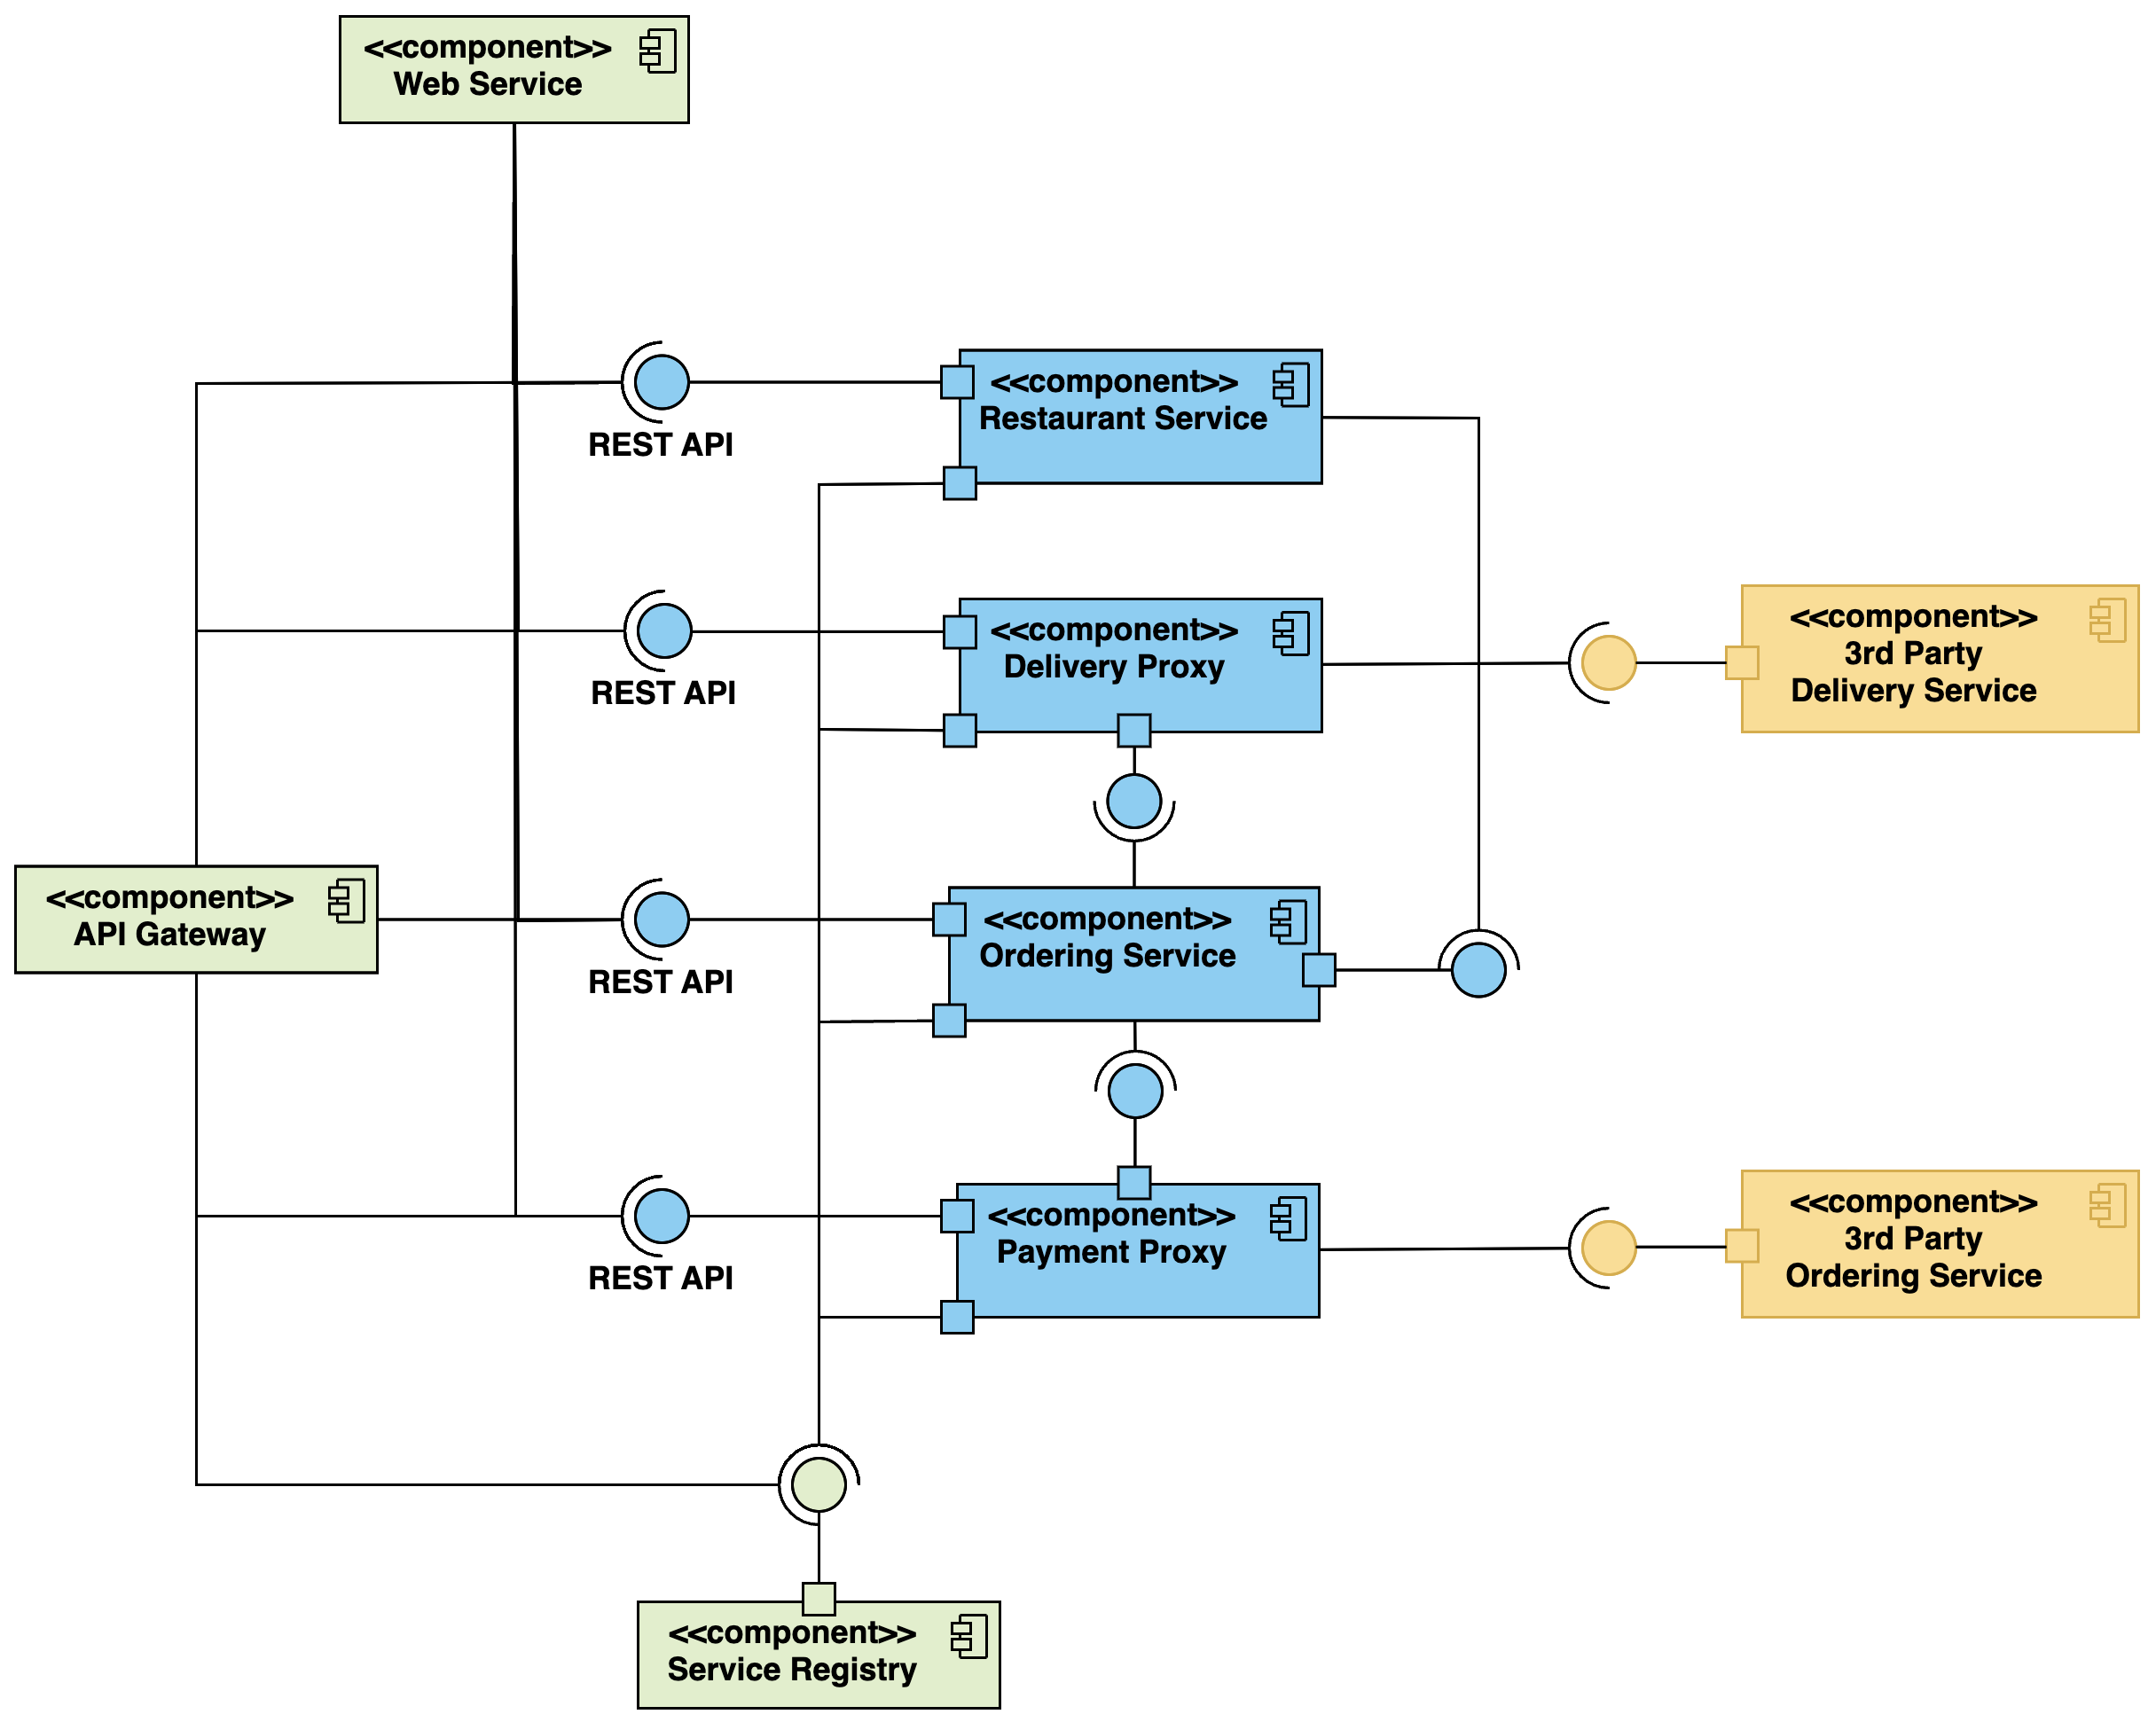 <<component>>
Web Service
<<component>>
Restaurant Service
REST API
<<component>>
Delivery Proxy
REST API
<<component>>
3rd Party
Delivery Service
<<component>>
API Gateway
<<component>>
Ordering Service
REST API
<<component>>
Payment Proxy
REST API
<<component>>
3rd Party
Ordering Service
<<component>>
Service Registry